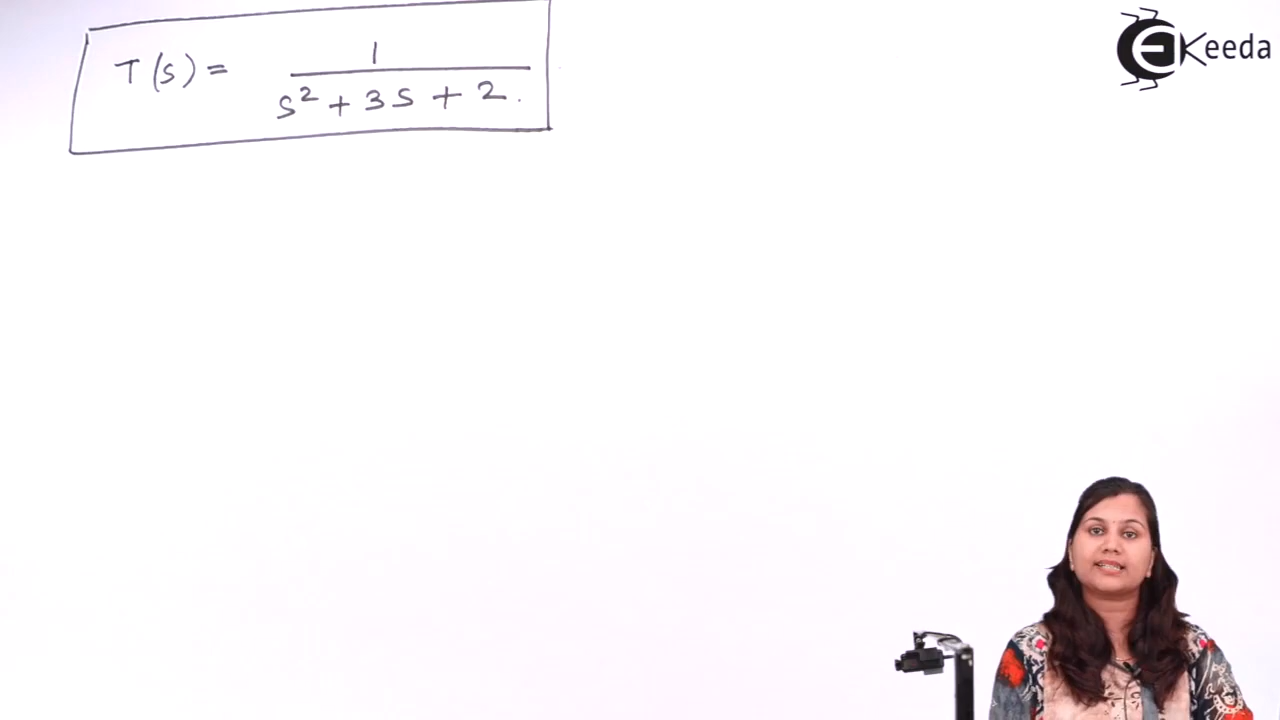 T(s) = 1 / s² + 3s + 2.
EKeeda